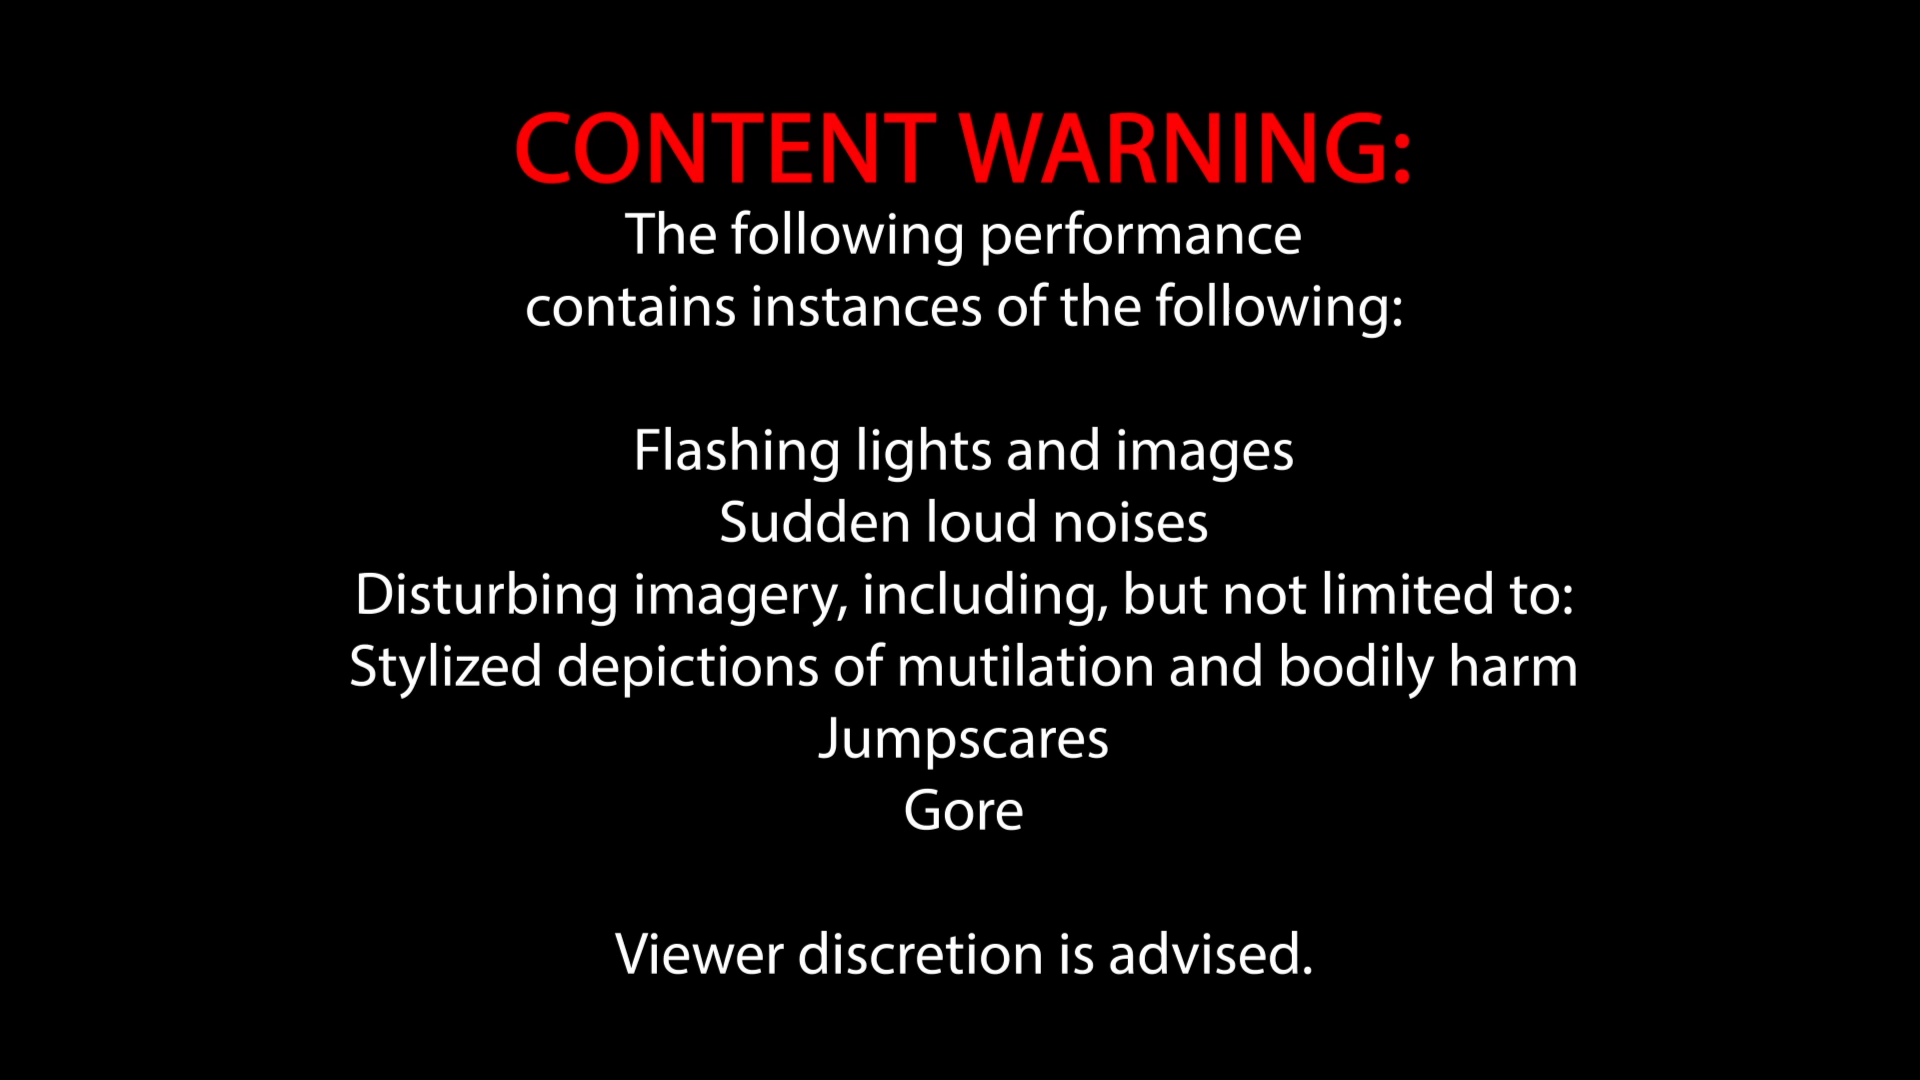 CONTENT WARNING:
The following performance
contains instances of the following:
Flashing lights and images
Sudden loud noises
Disturbing imagery, including, but not limited to:
Stylized depictions of mutilation and bodily harm
Jumpscares
Gore
Viewer discretion is advised.